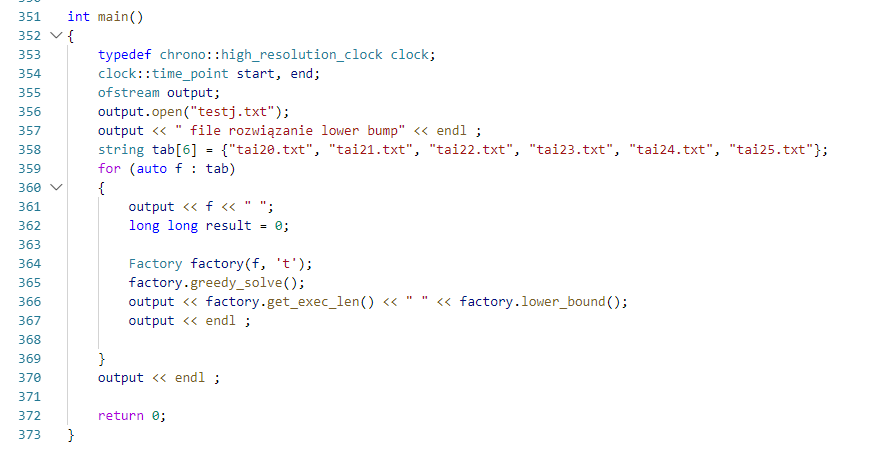 351 int main()
352 {
353 typedef chrono::high_resolution_clock clock;
354 clock::time_point start, end;
355 ofstream output;
356 output.open("testj.txt");
357 output << " file rozwiązanie lower bump" << endl ;
358 string tab[6] = {"tai20.txt", "tai21.txt", "tai22.txt", "tai23.txt", "tai24.txt", "tai25.txt"};
359 for (auto f : tab)
360 {
361 output << f << " ";
362 long long result = 0;
363
364 Factory factory(f, 't');
365 factory.greedy_solve();
366 output << factory.get_exec_len() << " " << factory.lower_bound();
367 output << endl ;
368
369 }
370 output << endl ;
371
372 return 0;
373 }